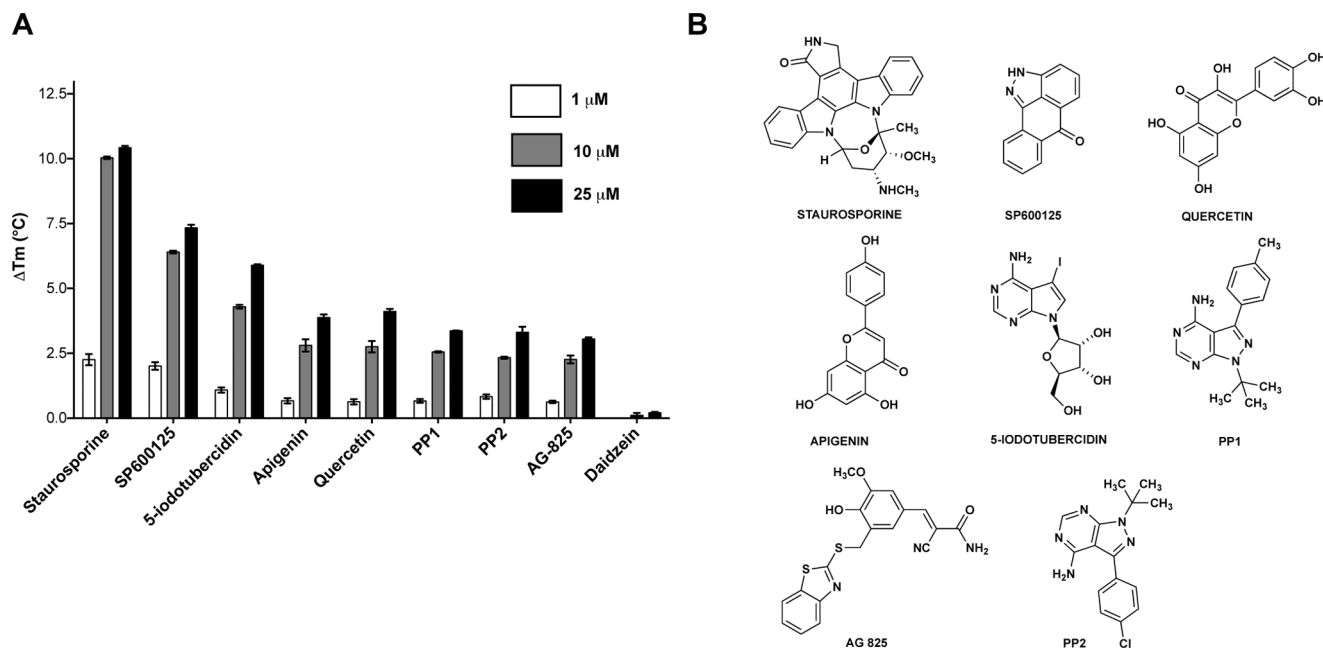 A
ΔTm (°C)
12.5
10.0
7.5
5.0
2.5
0.0
1 μM
10 μM
25 μM
Staurosporine
SP600125
5-iodotubercidin
Apigenin
Quercetin
PP1
PP2
AG-825
Daidzein
B
HN
O
N
N
CH₃
H
O
OCH₃
NHCH₃
STAUROSPORINE
HN
N
O
SP600125
OH
OH
OH
O
OH
O
OH
QUERCETIN
OH
O
O
HO
OH
APIGENIN
NH₂
I
N
N
N
OH
O
OH
OH
5-IODOTUBERCIDIN
CH₃
NH₂
N
N
N
N
H₃C
CH₃
CH₃
PP1
OCH₃
HO
O
CN
NH₂
S
S
N
AG 825
H₃C
CH₃
CH₃
N
N
N
N
H₂N
Cl
PP2